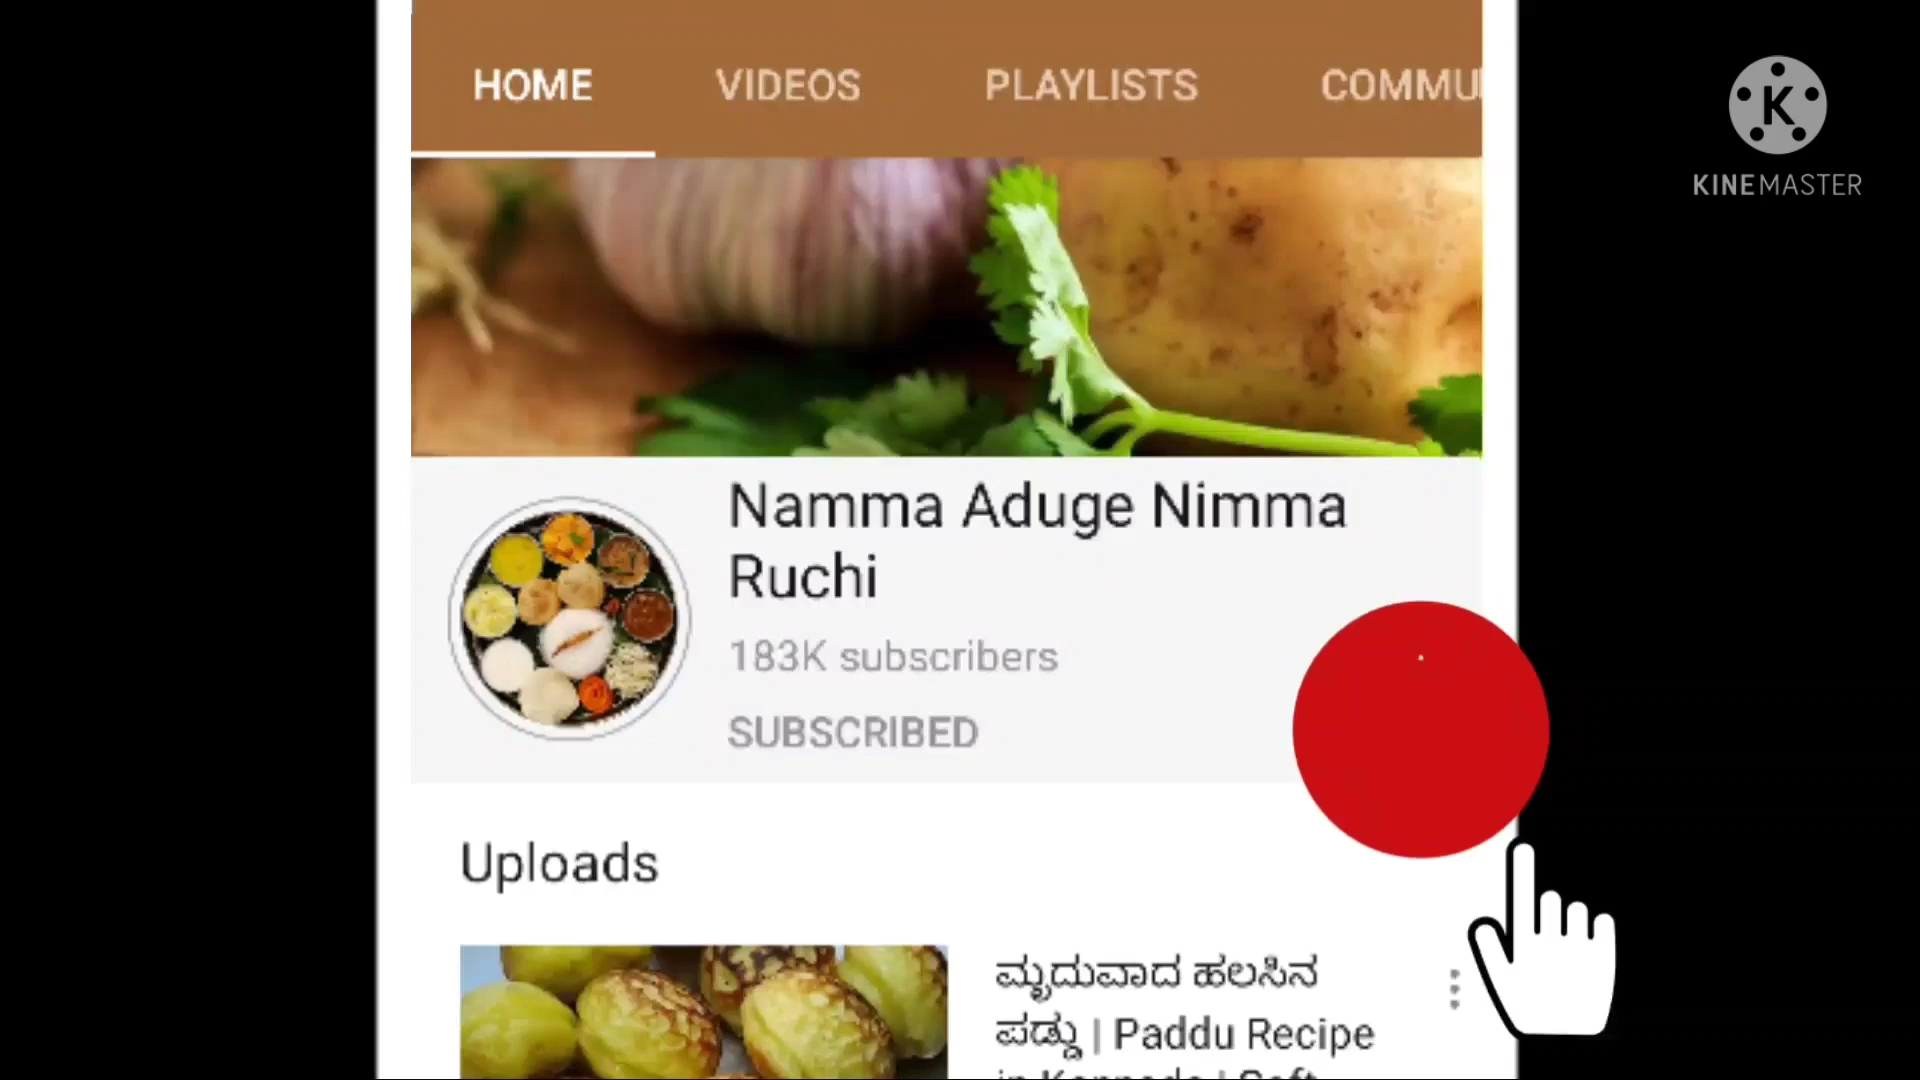 HOME VIDEOS PLAYLISTS COMMU
K
KINEMASTER
Namma Aduge Nimma
Ruchi
183K subscribers
SUBSCRIBED
Uploads
ಮೃದುವಾದ ಹಲಸಿನ
ಪಡ್ಡು | Paddu Recipe